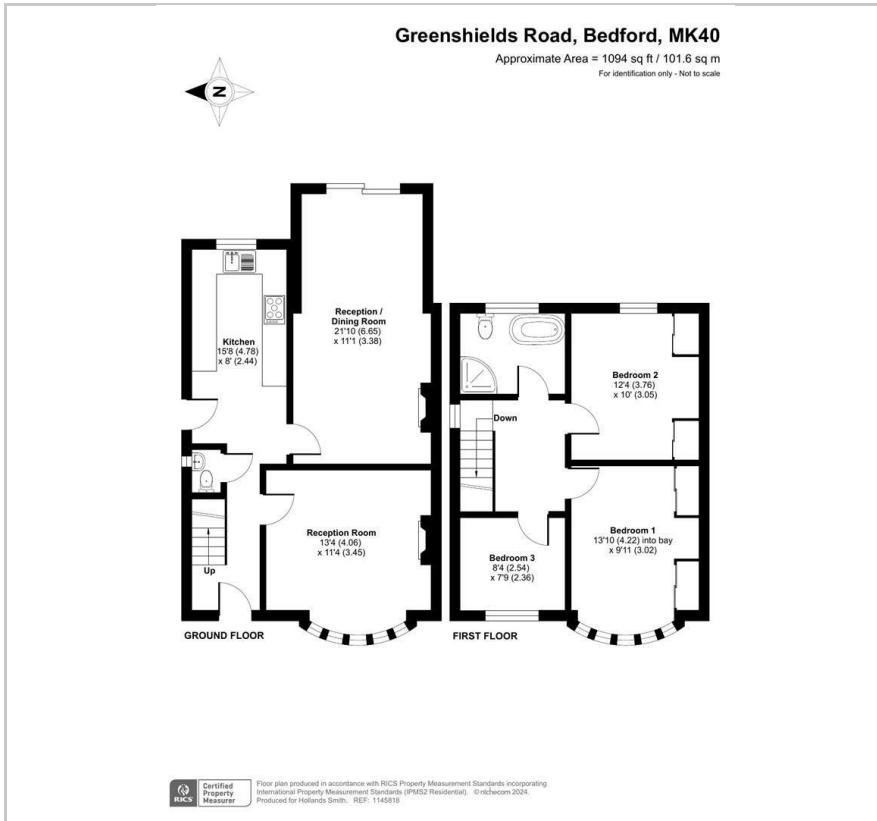 Greenshields Road, Bedford, MK40
Approximate Area = 1094 sq ft / 101.6 sq m
For identification only - Not to scale
N
Reception /
Dining Room
21'10 (6.65)
x 11'1 (3.38)
Kitchen
15'8 (4.78)
x 8' (2.44)
Reception Room
13'4 (4.06)
x 11'4 (3.45)
Up
GROUND FLOOR
Bedroom 2
12'4 (3.76)
x 10' (3.05)
Down
Bedroom 1
13'10 (4.22) into bay
x 9'11 (3.02)
Bedroom 3
8'4 (2.54)
x 7'9 (2.36)
FIRST FLOOR
RICS
Certified
Property
Measurer
Floor plan produced in accordance with RICS Property Measurement Standards incorporating
International Property Measurement Standards (IPMS2 Residential). ©nichecom 2024.
Produced for Hollands Smith. REF: 1145818